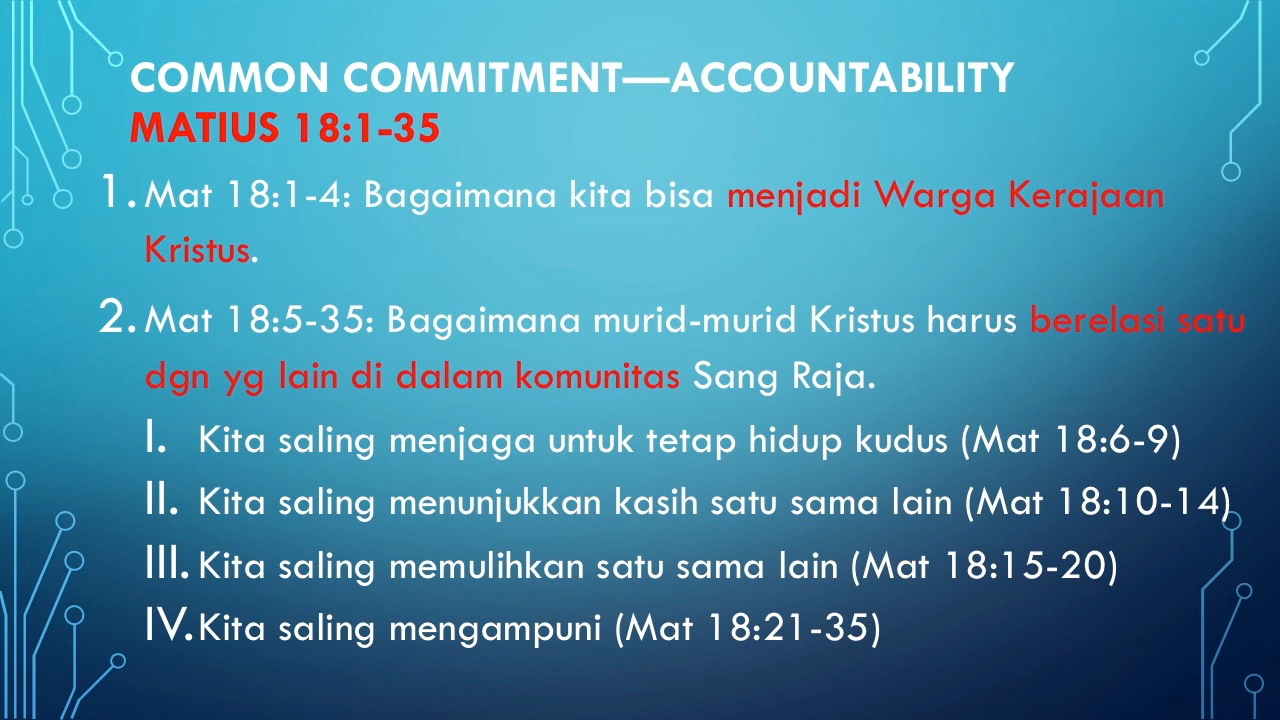 COMMON COMMITMENT—ACCOUNTABILITY
MATIUS 18:1-35
1. Mat 18:1-4: Bagaimana kita bisa menjadi Warga Kerajaan
Kristus.
2. Mat 18:5-35: Bagaimana murid-murid Kristus harus berelasi satu
dgn yg lain di dalam komunitas Sang Raja.
I. Kita saling menjaga untuk tetap hidup kudus (Mat 18:6-9)
II. Kita saling menunjukkan kasih satu sama lain (Mat 18:10-14)
III. Kita saling memulihkan satu sama lain (Mat 18:15-20)
IV. Kita saling mengampuni (Mat 18:21-35)